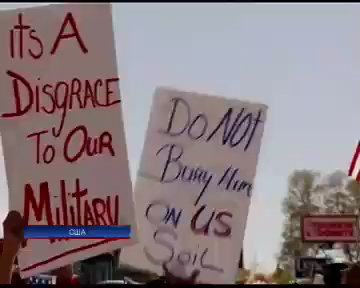 its A
Disgrace
To Our
Military
США
Do Not
Bury Him
On US
Soil